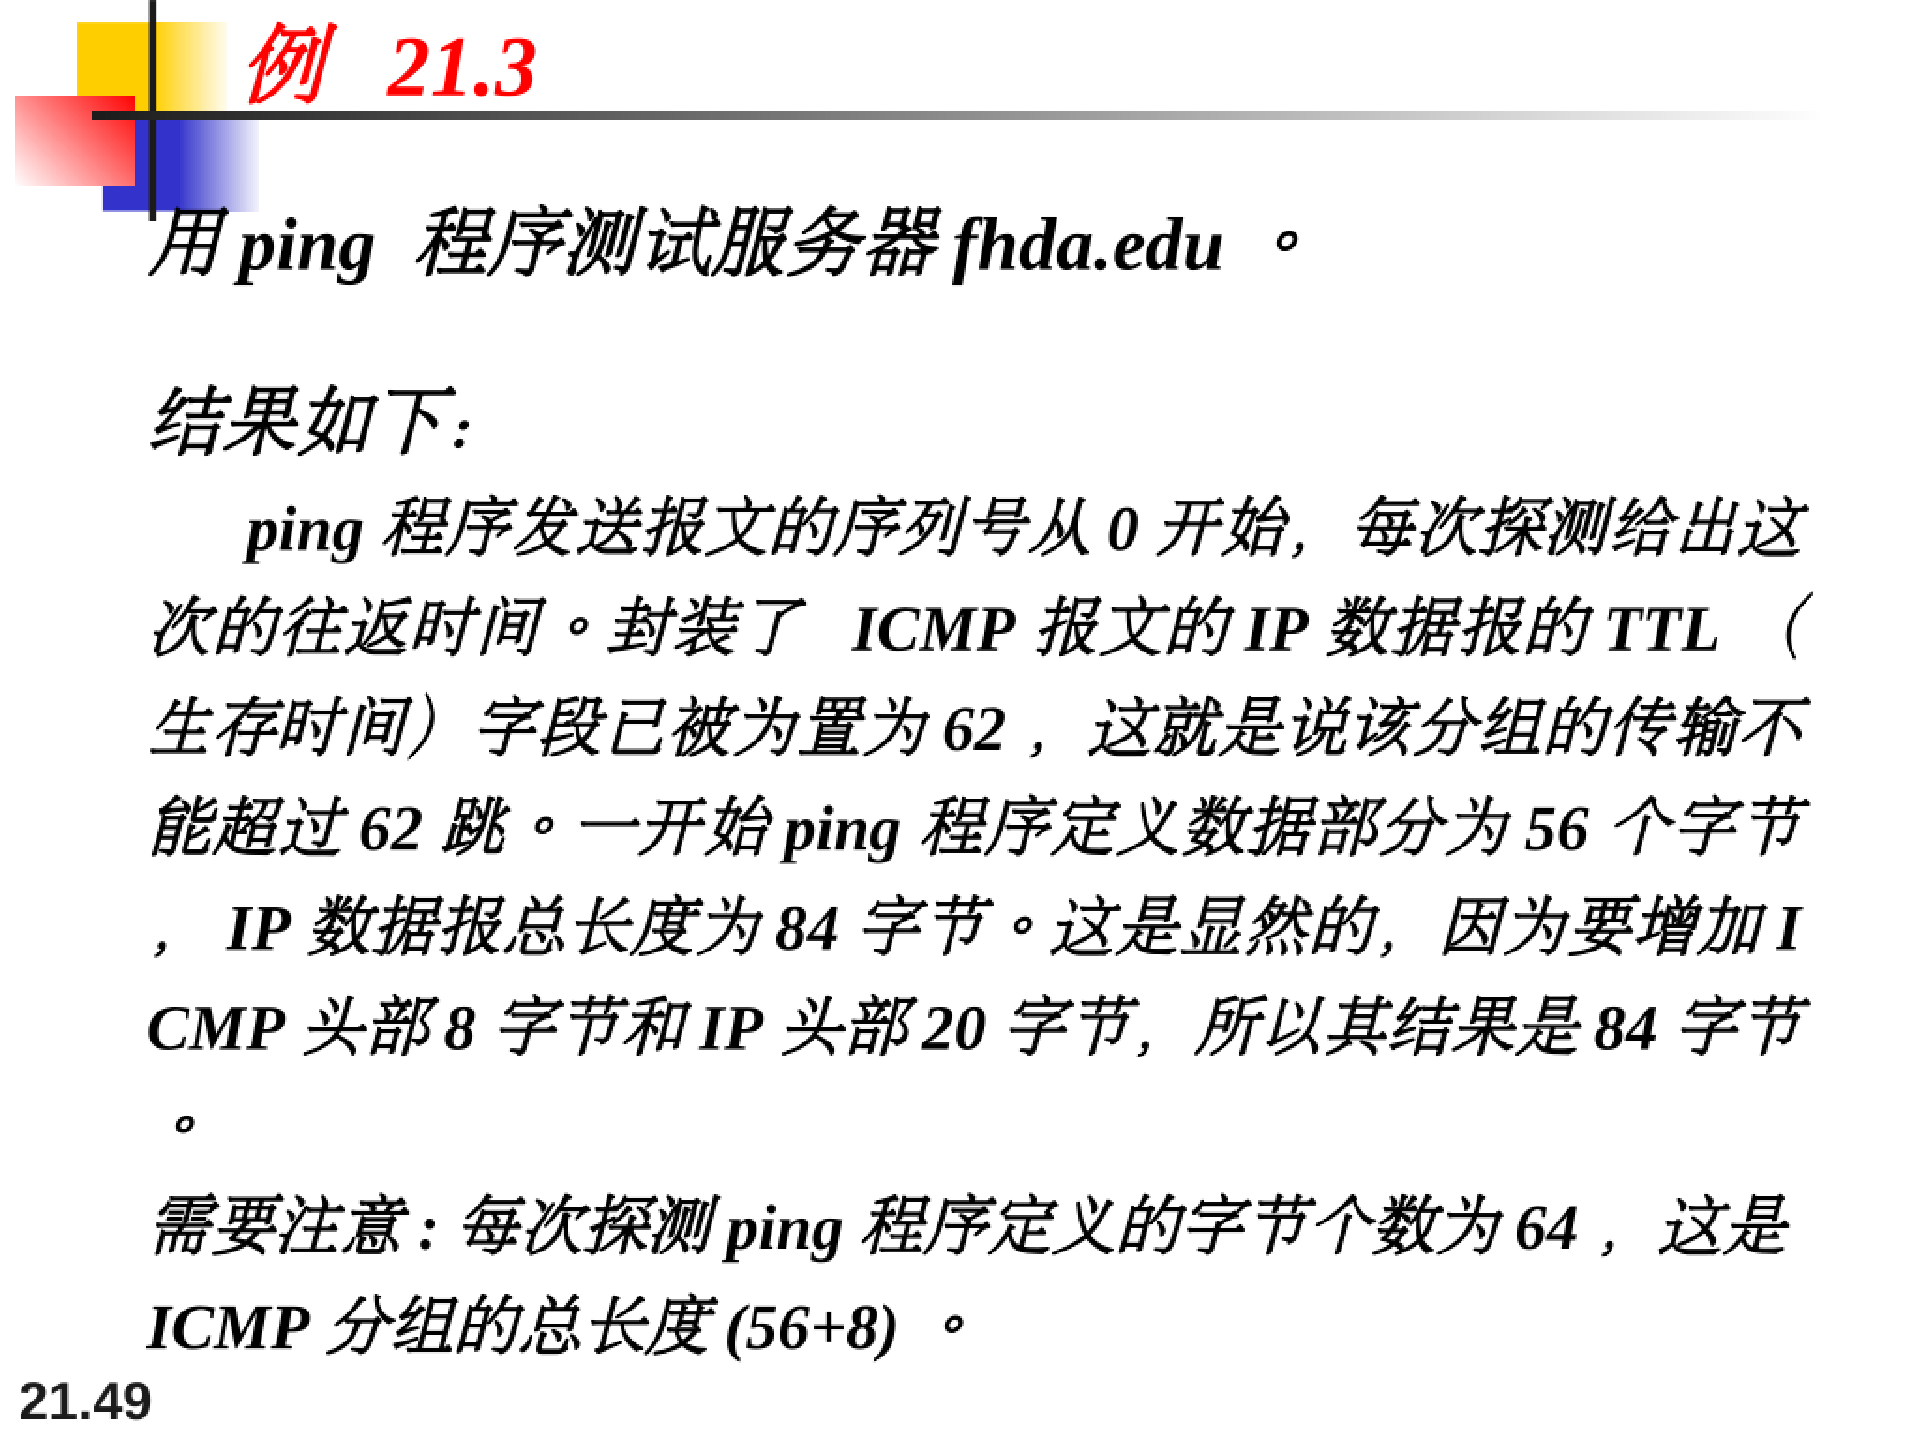 例 21.3
用 ping 程序测试服务器 fhda.edu 。
结果如下:
ping 程序发送报文的序列号从 0 开始，每次探测给出这
次的往返时间。封装了 ICMP 报文的 IP 数据报的 TTL （
生存时间）字段已被为置为 62 ，这就是说该分组的传输不
能超过 62 跳。一开始 ping 程序定义数据部分为 56 个字节
， IP 数据报总长度为 84 字节。这是显然的，因为要增加 I
CMP 头部 8 字节和 IP 头部 20 字节，所以其结果是 84 字节
。
需要注意 : 每次探测 ping 程序定义的字节个数为 64 ，这是
ICMP 分组的总长度 (56+8) 。
21.49